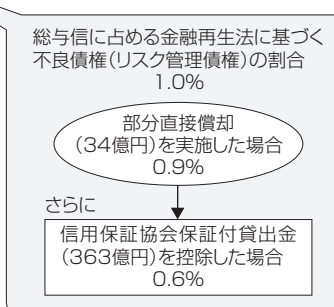 総与信に占める金融再生法に基づく
不良債権(リスク管理債権)の割合
1.0%
部分直接償却
(34億円)を実施した場合
0.9%
さらに
信用保証協会保証付貸出金
(363億円)を控除した場合
0.6%